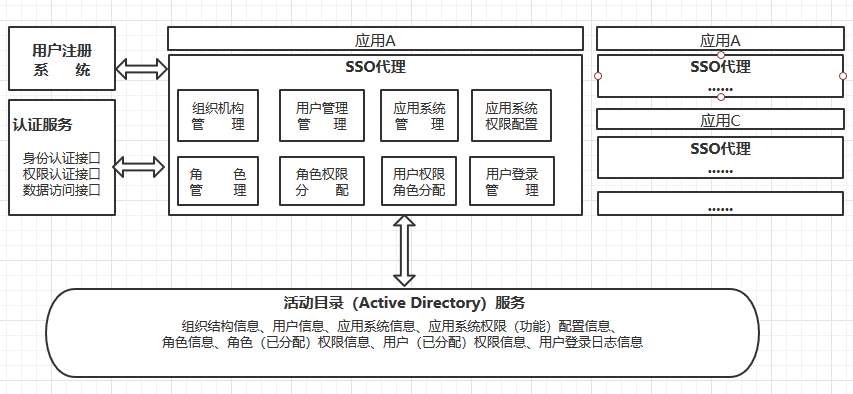 用户注册
系 统
认证服务
身份认证接口
权限认证接口
数据访问接口
应用A
SSO代理
组织机构
管 理
用户管理
管 理
应用系统
管 理
应用系统
权限配置
角 色
管 理
角色权限
分 配
用户权限
角色分配
用户登录
管 理
应用A
SSO代理
......
应用C
SSO代理
......
......
活动目录（Active Directory）服务
组织结构信息、用户信息、应用系统信息、应用系统权限（功能）配置信息、
角色信息、角色（已分配）权限信息、用户（已分配）权限信息、用户登录日志信息